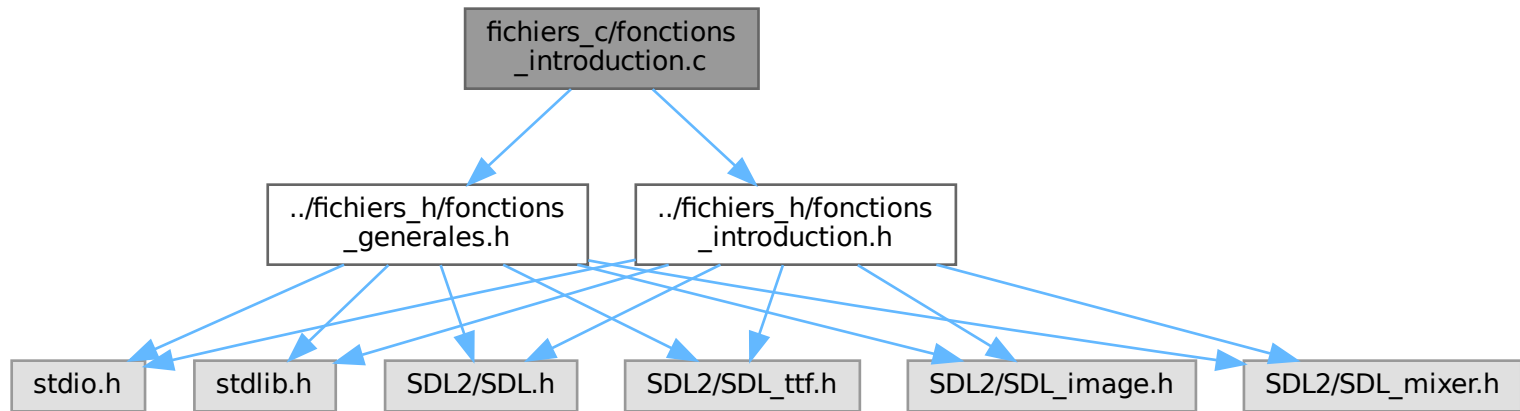 fichiers_c/fonctions
_introduction.c
../fichiers_h/fonctions
_generales.h
../fichiers_h/fonctions
_introduction.h
stdio.h
stdlib.h
SDL2/SDL.h
SDL2/SDL_ttf.h
SDL2/SDL_image.h
SDL2/SDL_mixer.h